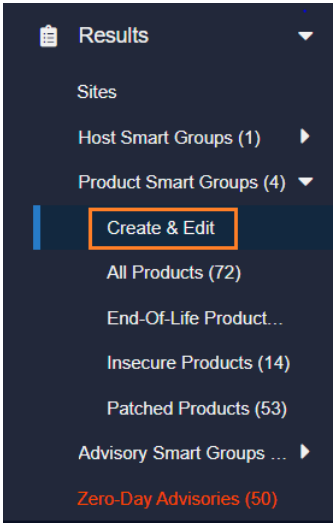 Results
Sites
Host Smart Groups (1)
Product Smart Groups (4)
Create & Edit
All Products (72)
End-Of-Life Product...
Insecure Products (14)
Patched Products (53)
Advisory Smart Groups ...
Zero-Day Advisories (50)